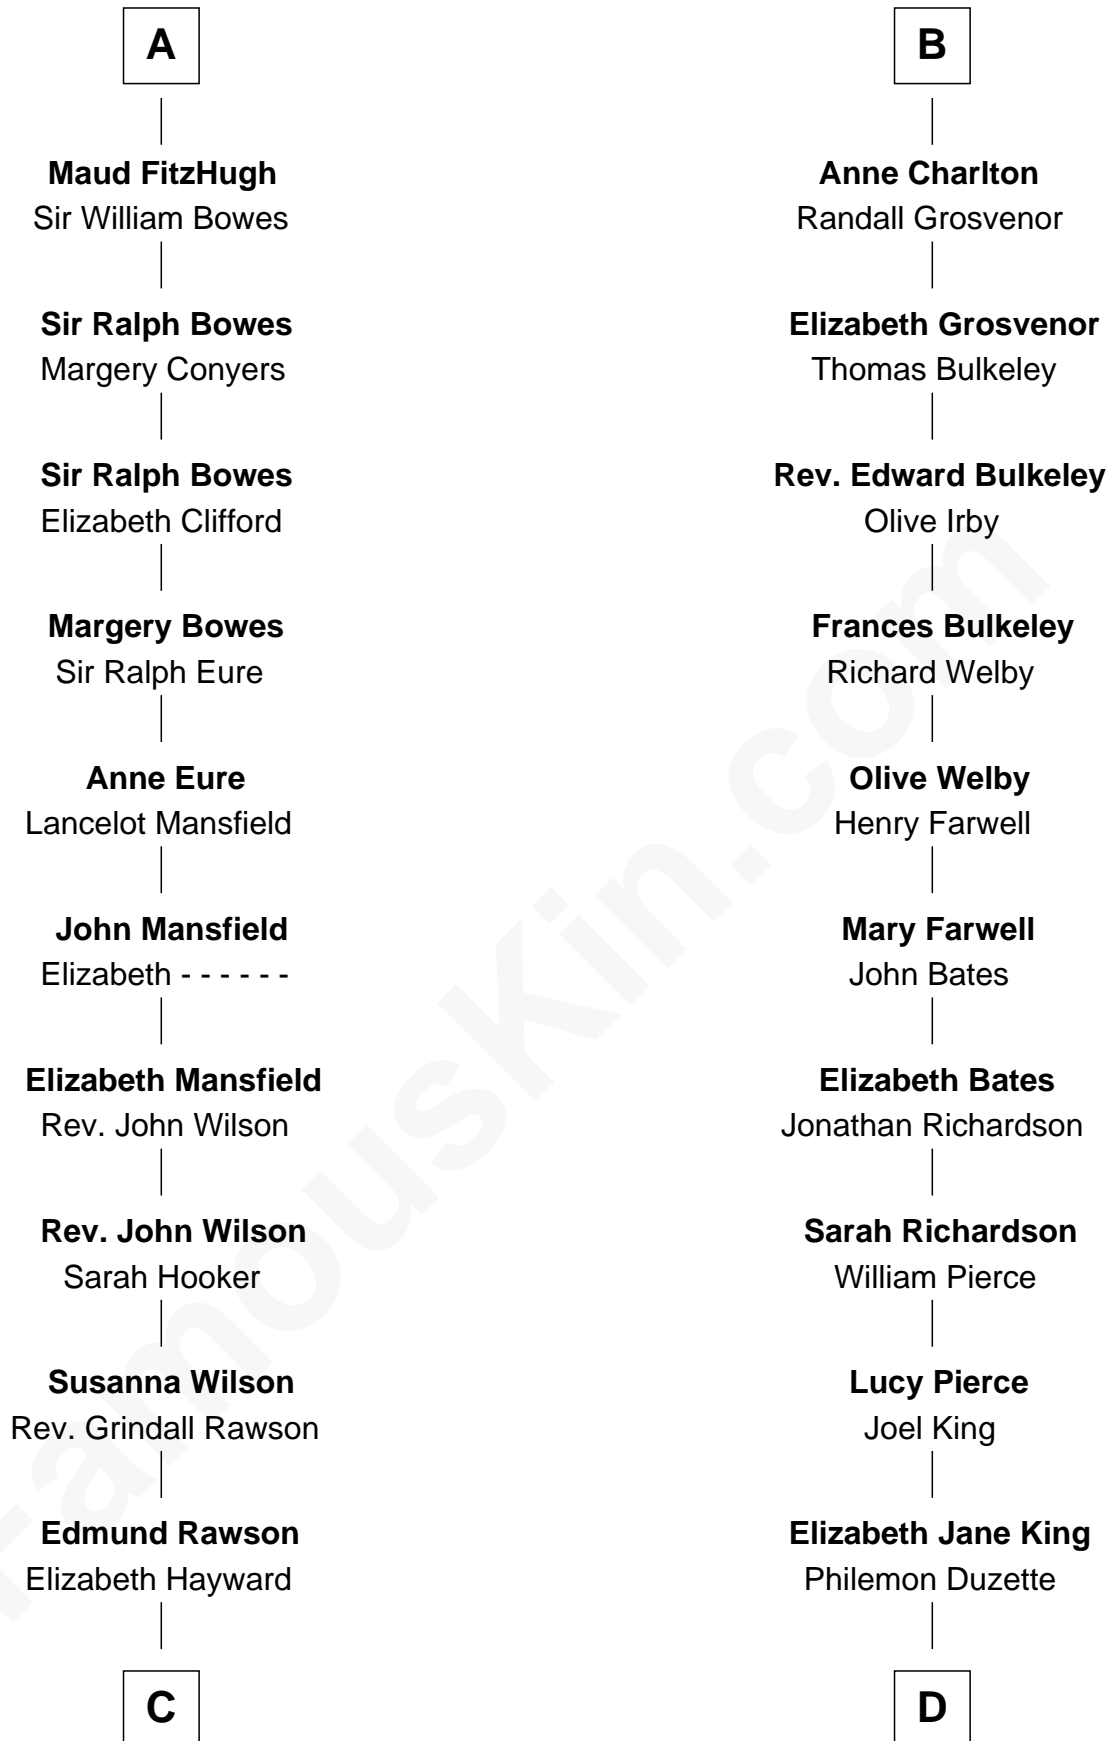 A
Maud FitzHugh
Sir William Bowes
Sir Ralph Bowes
Margery Conyers
Sir Ralph Bowes
Elizabeth Clifford
Margery Bowes
Sir Ralph Eure
Anne Eure
Lancelot Mansfield
John Mansfield
Elizabeth - - - - - -
Elizabeth Mansfield
Rev. John Wilson
Rev. John Wilson
Sarah Hooker
Susanna Wilson
Rev. Grindall Rawson
Edmund Rawson
Elizabeth Hayward
C
B
Anne Charlton
Randall Grosvenor
Elizabeth Grosvenor
Thomas Bulkeley
Rev. Edward Bulkeley
Olive Irby
Frances Bulkeley
Richard Welby
Olive Welby
Henry Farwell
Mary Farwell
John Bates
Elizabeth Bates
Jonathan Richardson
Sarah Richardson
William Pierce
Lucy Pierce
Joel King
Elizabeth Jane King
Philemon Duzette
D
FamousKin.com